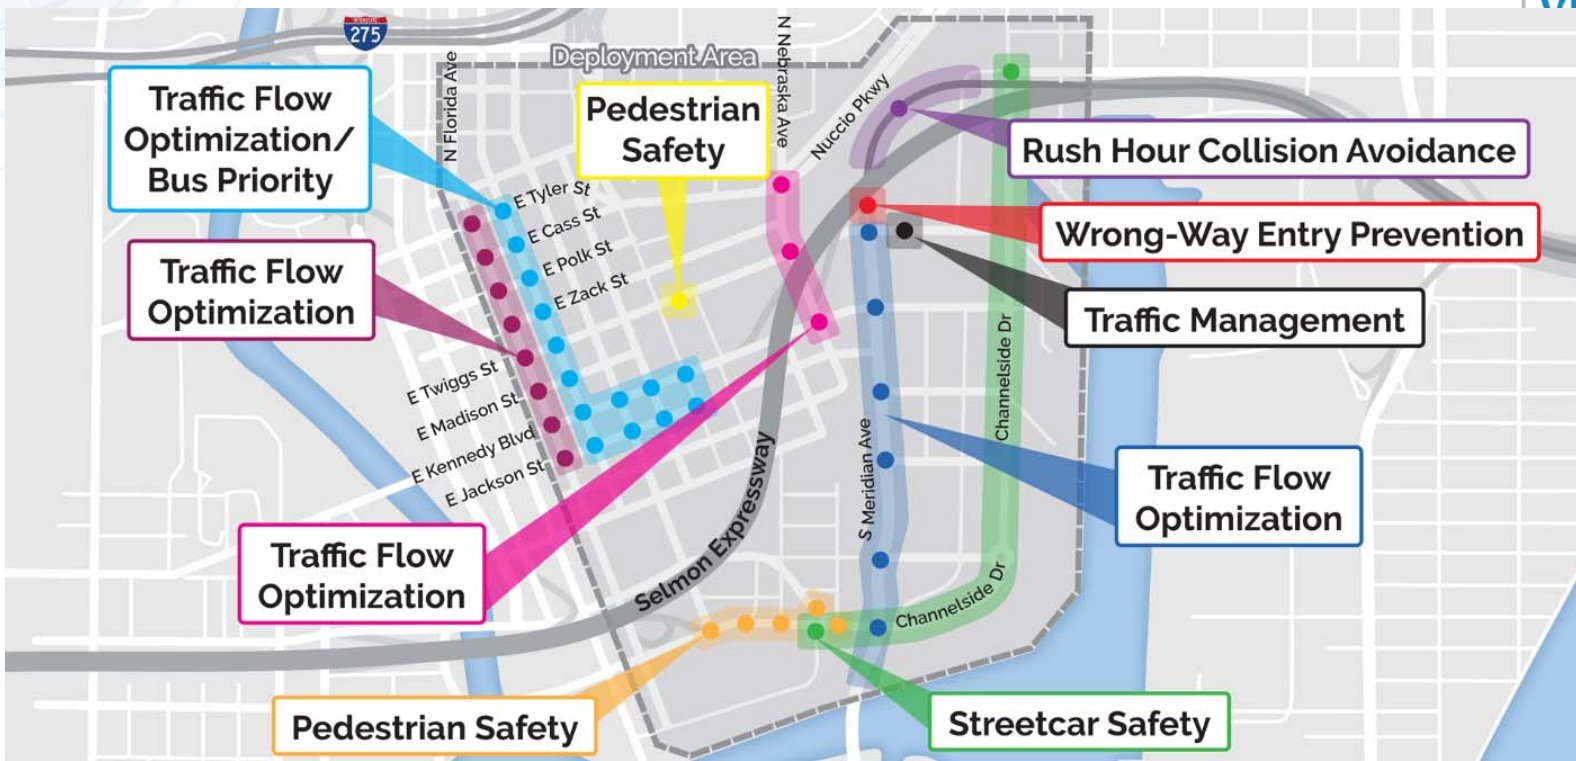 275
Deployment Area
N Florida Ave
N Nebraska Ave
Nuccio Pkwy
Traffic Flow
Optimization/
Bus Priority
Pedestrian
Safety
Rush Hour Collision Avoidance
E Tyler St
E Cass St
E Polk St
E Zack St
Wrong-Way Entry Prevention
Traffic Flow
Optimization
Traffic Management
E Twiggs St
E Madison St
E Kennedy Blvd
E Jackson St
Channelside Dr
S Meridian Ave
Selmon Expressway
Traffic Flow
Optimization
Traffic Flow
Optimization
Channelside Dr
Pedestrian Safety
Streetcar Safety